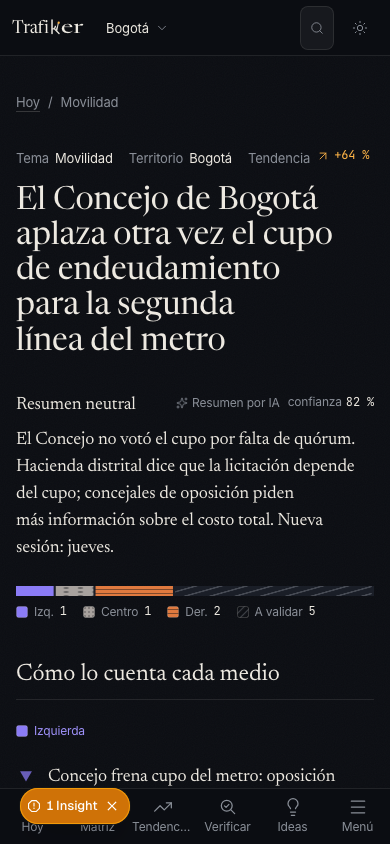 Trafiker
Bogotá
Hoy / Movilidad
Tema Movilidad Territorio Bogotá Tendencia +64 %
El Concejo de Bogotá
aplaza otra vez el cupo
de endeudamiento
para la segunda
línea del metro
Resumen neutral
Resumen por IA confianza 82 %
El Concejo no votó el cupo por falta de quórum.
Hacienda distrital dice que la licitación depende
del cupo; concejales de oposición piden
más información sobre el costo total. Nueva
sesión: jueves.
Izq. 1 Centro 1 Der. 2 A validar 5
Cómo lo cuenta cada medio
Izquierda
Concejo frena cupo del metro: oposición
1 Insight
Hoy Matriz Tendenc... Verificar Ideas Menú